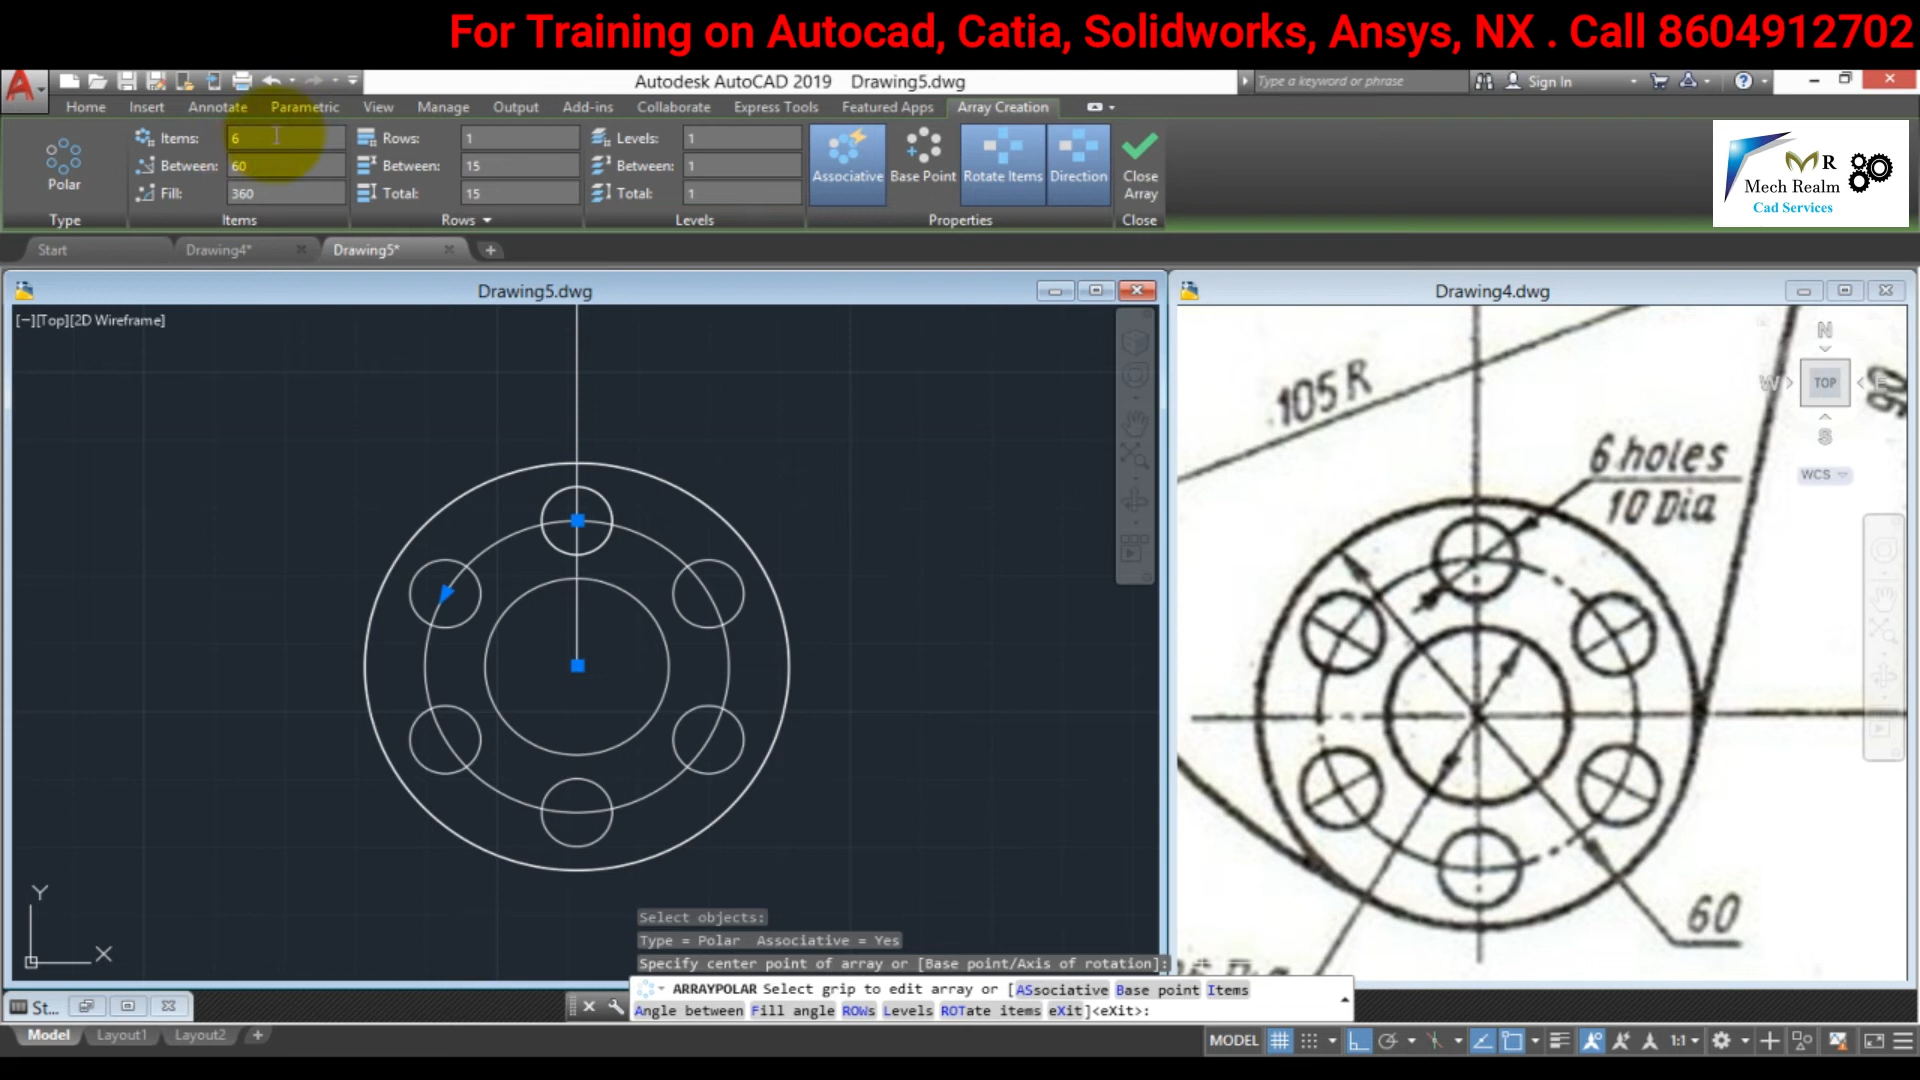 For Training on Autocad, Catia, Solidworks, Ansys, NX . Call 8604912702
Autodesk AutoCAD 2019 Drawing5.dwg
Type a keyword or phrase
Sign In
Home Insert Annotate Parametric View Manage Output Add-ins Collaborate Express Tools Featured Apps Array Creation
Polar
Type
Items: 6
Between: 60
Fill: 360
Items
Rows: 1
Between: 15
Total: 15
Rows
Levels: 1
Between: 1
Total: 1
Levels
Associative
Base Point
Rotate Items
Direction
Properties
Close
Array
Close
M R
Mech Realm
Cad Services
Start Drawing4* Drawing5*
Drawing5.dwg
[−][Top][2D Wireframe]
Y
X
Drawing4.dwg
105 R
6 holes
10 Dia
60
N
W TOP
S
WCS
Select objects:
Type = Polar Associative = Yes
Specify center point of array or [Base point/Axis of rotation]:
ARRAYPOLAR Select grip to edit array or [ASsociative Base point Items
Angle between Fill angle ROWs Levels ROTate items eXit]<eXit>:
St...
Model Layout1 Layout2
MODEL
1:1